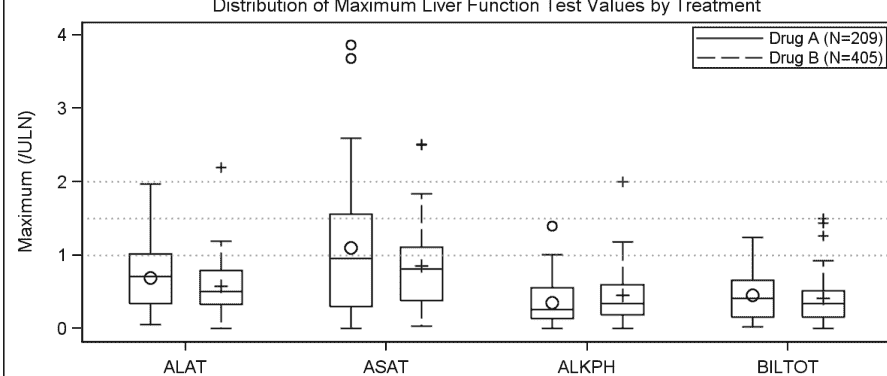 Distribution of Maximum Liver Function Test Values by Treatment
Drug A (N=209)
Drug B (N=405)
Maximum (/ULN)
4
3
2
1
0
ALAT
ASAT
ALKPH
BILTOT